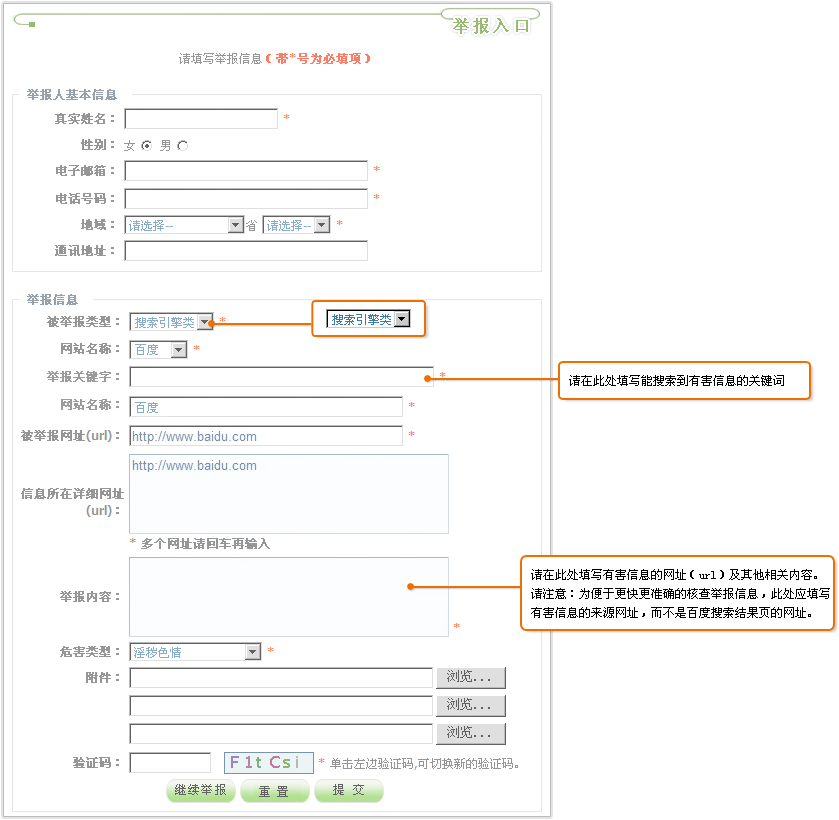 举报入口
请填写举报信息(带*号为必填项)
举报人基本信息
真实姓名： *
性别： 女 男
电子邮箱： *
电话号码： *
地域： 请选择-- 省 请选择-- *
通讯地址：
举报信息
被举报类型： 搜索引擎类 * 搜索引擎类
网站名称： 百度 *
举报关键字： * 请在此处填写能搜索到有害信息的关键词
网站名称： 百度 *
被举报网址(url)： http://www.baidu.com *
信息所在详细网址(url)： http://www.baidu.com
* 多个网址请回车再输入
请在此处填写有害信息的网址(url)及其他相关内容。
请注意：为便于更快更准确的核查举报信息，此处应填写
有害信息的来源网址，而不是百度搜索结果页的网址。
举报内容： *
危害类型： 淫秽色情 *
附件： 浏览...
浏览...
浏览...
验证码： F1tCsi * 单击左边验证码,可切换新的验证码。
继续举报 重置 提交